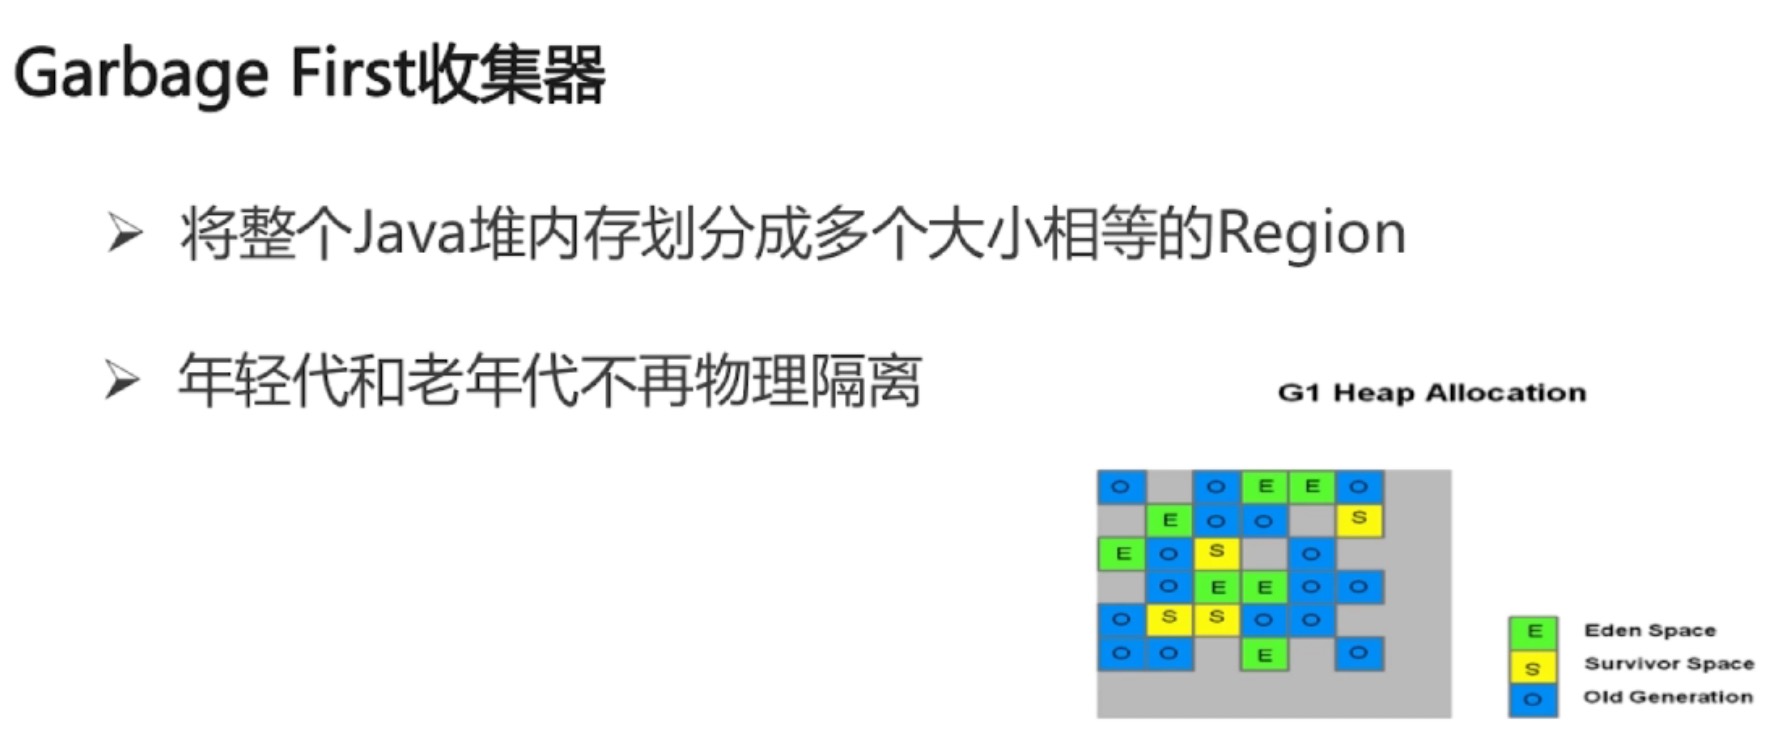 Garbage First收集器
➢ 将整个Java堆内存划分成多个大小相等的Region
➢ 年轻代和老年代不再物理隔离
G1 Heap Allocation
O O E E O
E O O S
E O S O
O E E O O
O S S O O
O O E O
E Eden Space
S Survivor Space
O Old Generation